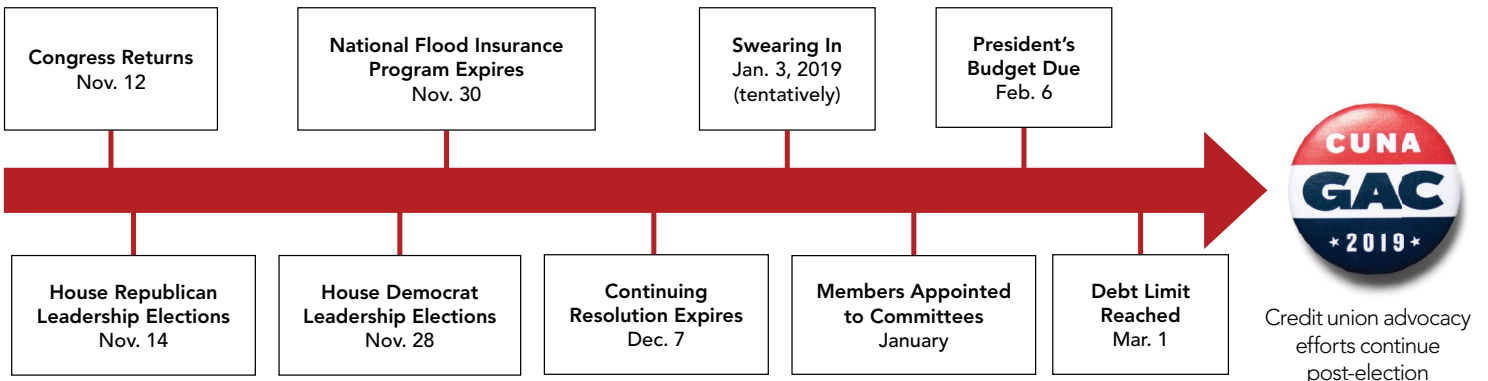 Congress Returns
Nov. 12
National Flood Insurance
Program Expires
Nov. 30
Swearing In
Jan. 3, 2019
(tentatively)
President’s
Budget Due
Feb. 6
House Republican
Leadership Elections
Nov. 14
House Democrat
Leadership Elections
Nov. 28
Continuing
Resolution Expires
Dec. 7
Members Appointed
to Committees
January
Debt Limit
Reached
Mar. 1
CUNA
GAC
★2019★
Credit union advocacy
efforts continue
post-election